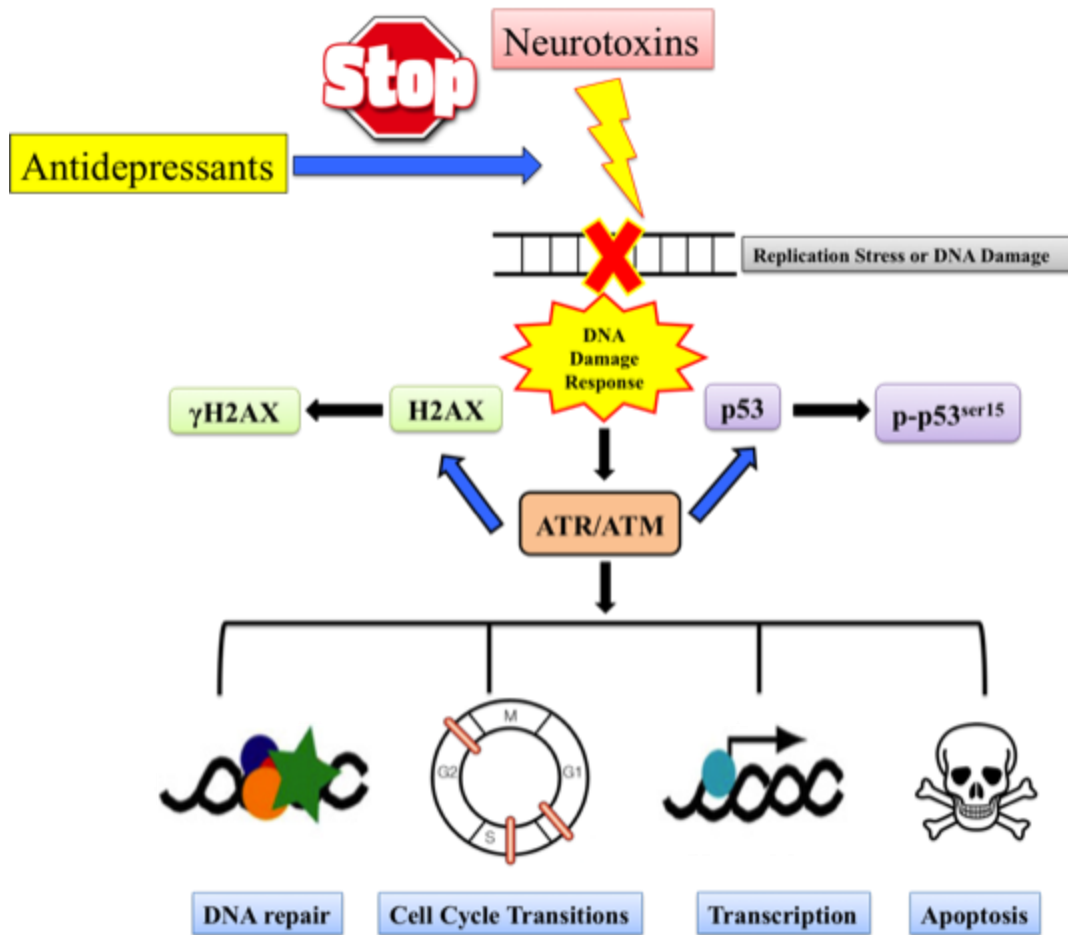 Neurotoxins
Stop
Antidepressants
Replication Stress or DNA Damage
DNA
Damage
Response
γH2AX
H2AX
p53
p-p53ser15
ATR/ATM
M
G2
G1
S
DNA repair
Cell Cycle Transitions
Transcription
Apoptosis